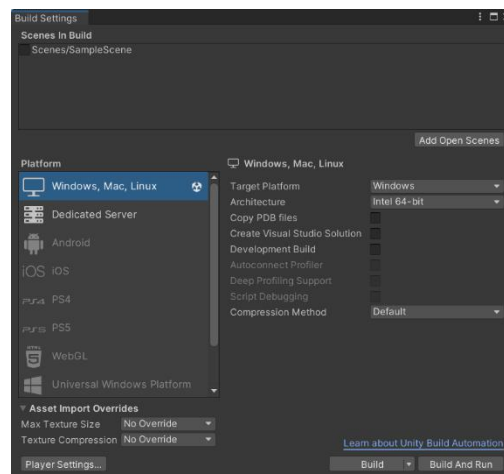 Build Settings
Scenes In Build
Scenes/SampleScene
Add Open Scenes
Platform
Windows, Mac, Linux
Dedicated Server
Android
iOS iOS
PS4 PS4
PS5 PS5
WebGL
Universal Windows Platform
Windows, Mac, Linux
Target Platform Windows
Architecture Intel 64-bit
Copy PDB files
Create Visual Studio Solution
Development Build
Autoconnect Profiler
Deep Profiling Support
Script Debugging
Compression Method Default
Asset Import Overrides
Max Texture Size No Override
Texture Compression No Override
Learn about Unity Build Automation
Player Settings...
Build
Build And Run